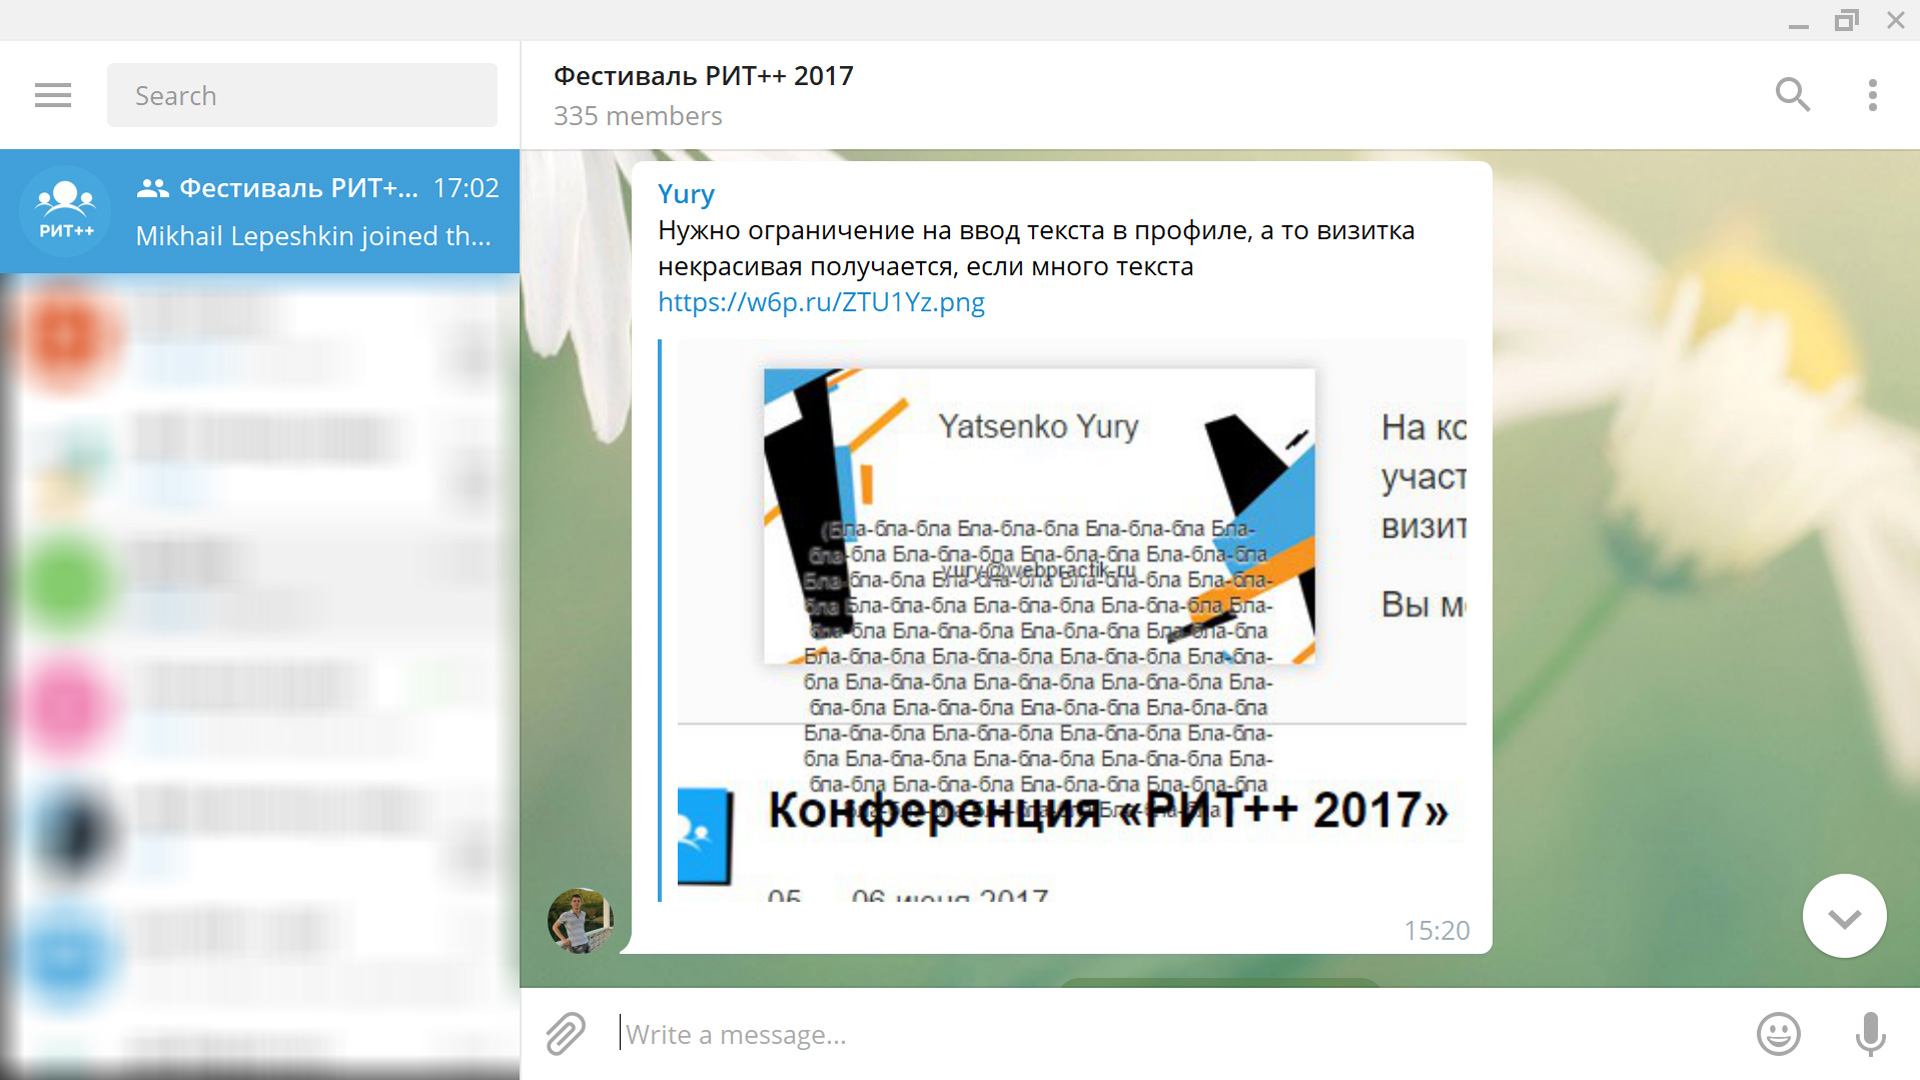 Search
РИТ++
Фестиваль РИТ+... 17:02
Mikhail Lepeshkin joined th...
Фестиваль РИТ++ 2017
335 members
Yury
Нужно ограничение на ввод текста в профиле, а то визитка
некрасивая получается, если много текста
https://w6p.ru/ZTU1Yz.png
Yatsenko Yury
(Бла-бла-бла Бла-бла-бла Бла-бла-бла Бла-
бла-бла Бла-бла-бла Бла-бла-бла Бла-бла-бла
yury@webpractik.ru
Бла-бла-бла Бла-бла-бла Бла-бла-бла Бла-бла-
бла Бла-бла-бла Бла-бла-бла Бла-бла-бла Бла-
бла-бла Бла-бла-бла Бла-бла-бла Бла-бла-бла
Бла-бла-бла Бла-бла-бла Бла-бла-бла Бла-бла-
бла Бла-бла-бла Бла-бла-бла Бла-бла-бла Бла-
бла-бла Бла-бла-бла Бла-бла-бла Бла-бла-бла
Бла-бла-бла Бла-бла-бла Бла-бла-бла Бла-бла-
бла Бла-бла-бла Бла-бла-бла Бла-бла-бла Бла-
бла-бла Бла-бла-бла Бла-бла-бла Бла-бла-бла
На ко
участ
визит
Вы м
Конференция «РИТ++ 2017»
05 06 июня 2017
15:20
Write a message...